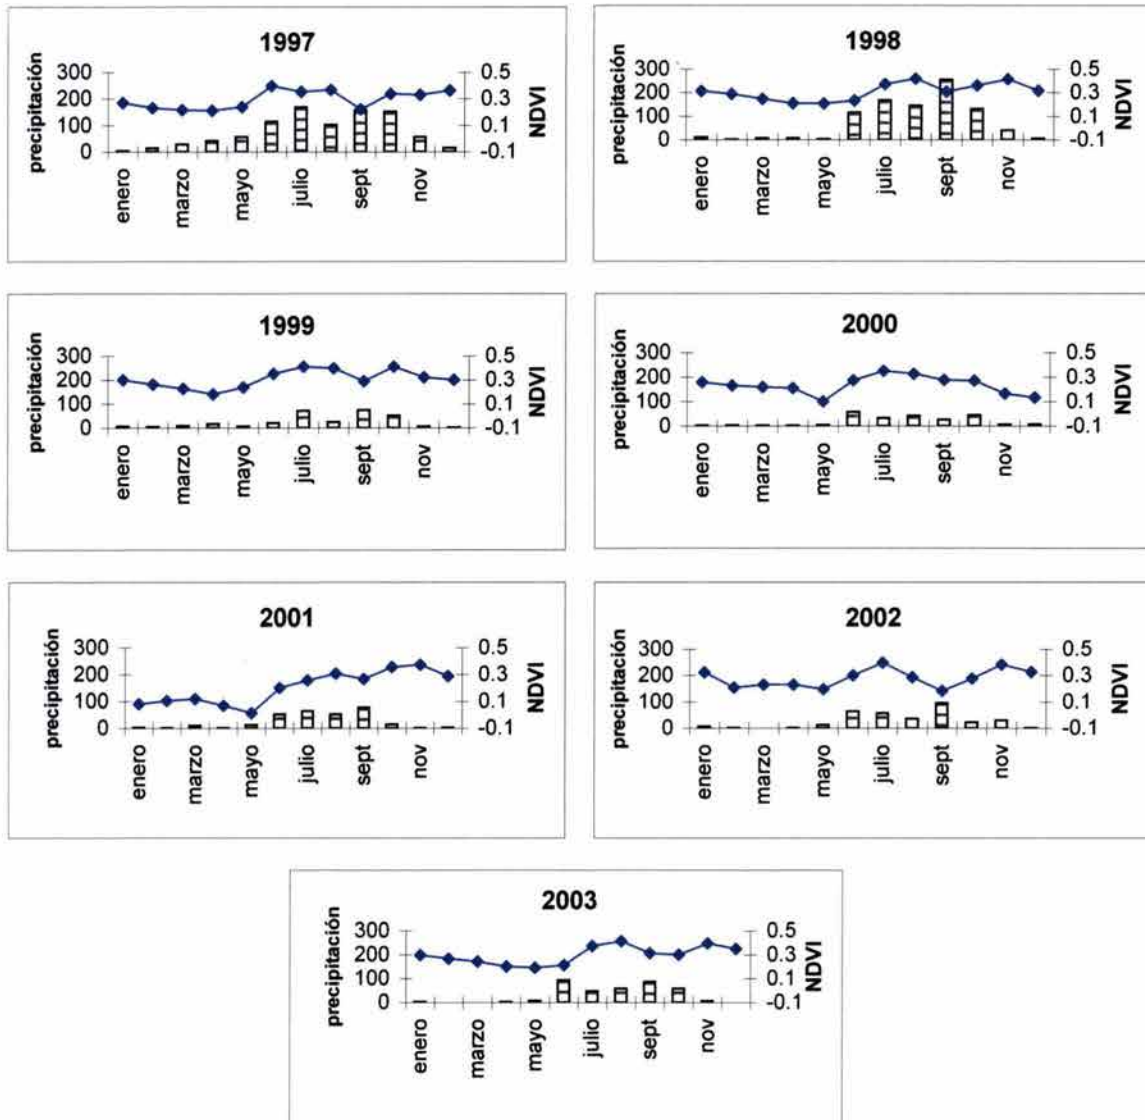 1997
precipitación
300
200
100
0
0.5
0.3
0.1
-0.1
NDVI
enero
marzo
mayo
julio
sept
nov
1998
precipitación
300
200
100
0
0.5
0.3
0.1
-0.1
NDVI
enero
marzo
mayo
julio
sept
nov
1999
precipitación
300
200
100
0
0.5
0.3
0.1
-0.1
NDVI
enero
marzo
mayo
julio
sept
nov
2000
precipitación
300
200
100
0
0.5
0.3
0.1
-0.1
NDVI
enero
marzo
mayo
julio
sept
nov
2001
precipitación
300
200
100
0
0.5
0.3
0.1
-0.1
NDVI
enero
marzo
mayo
julio
sept
nov
2002
precipitación
300
200
100
0
0.5
0.3
0.1
-0.1
NDVI
enero
marzo
mayo
julio
sept
nov
2003
precipitación
300
200
100
0
0.5
0.3
0.1
-0.1
NDVI
enero
marzo
mayo
julio
sept
nov